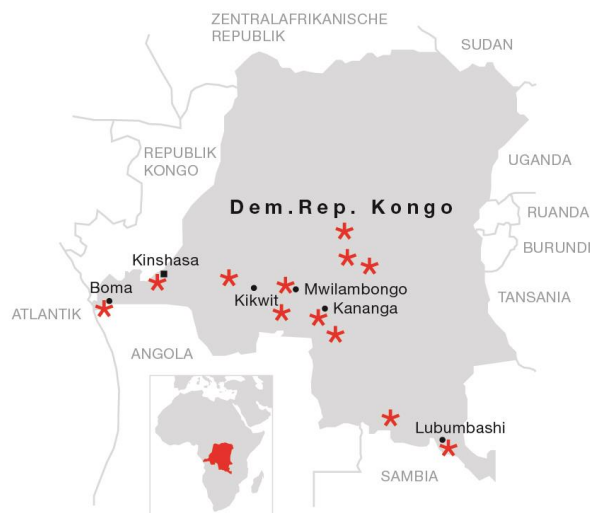 ZENTRALAFRIKANISCHE
REPUBLIK
SUDAN
REPUBLIK
KONGO
UGANDA
Dem.Rep. Kongo
RUANDA
BURUNDI
Kinshasa
Boma
Mwilambongo
Kikwit
TANSANIA
Kananga
ATLANTIK
ANGOLA
Lubumbashi
SAMBIA